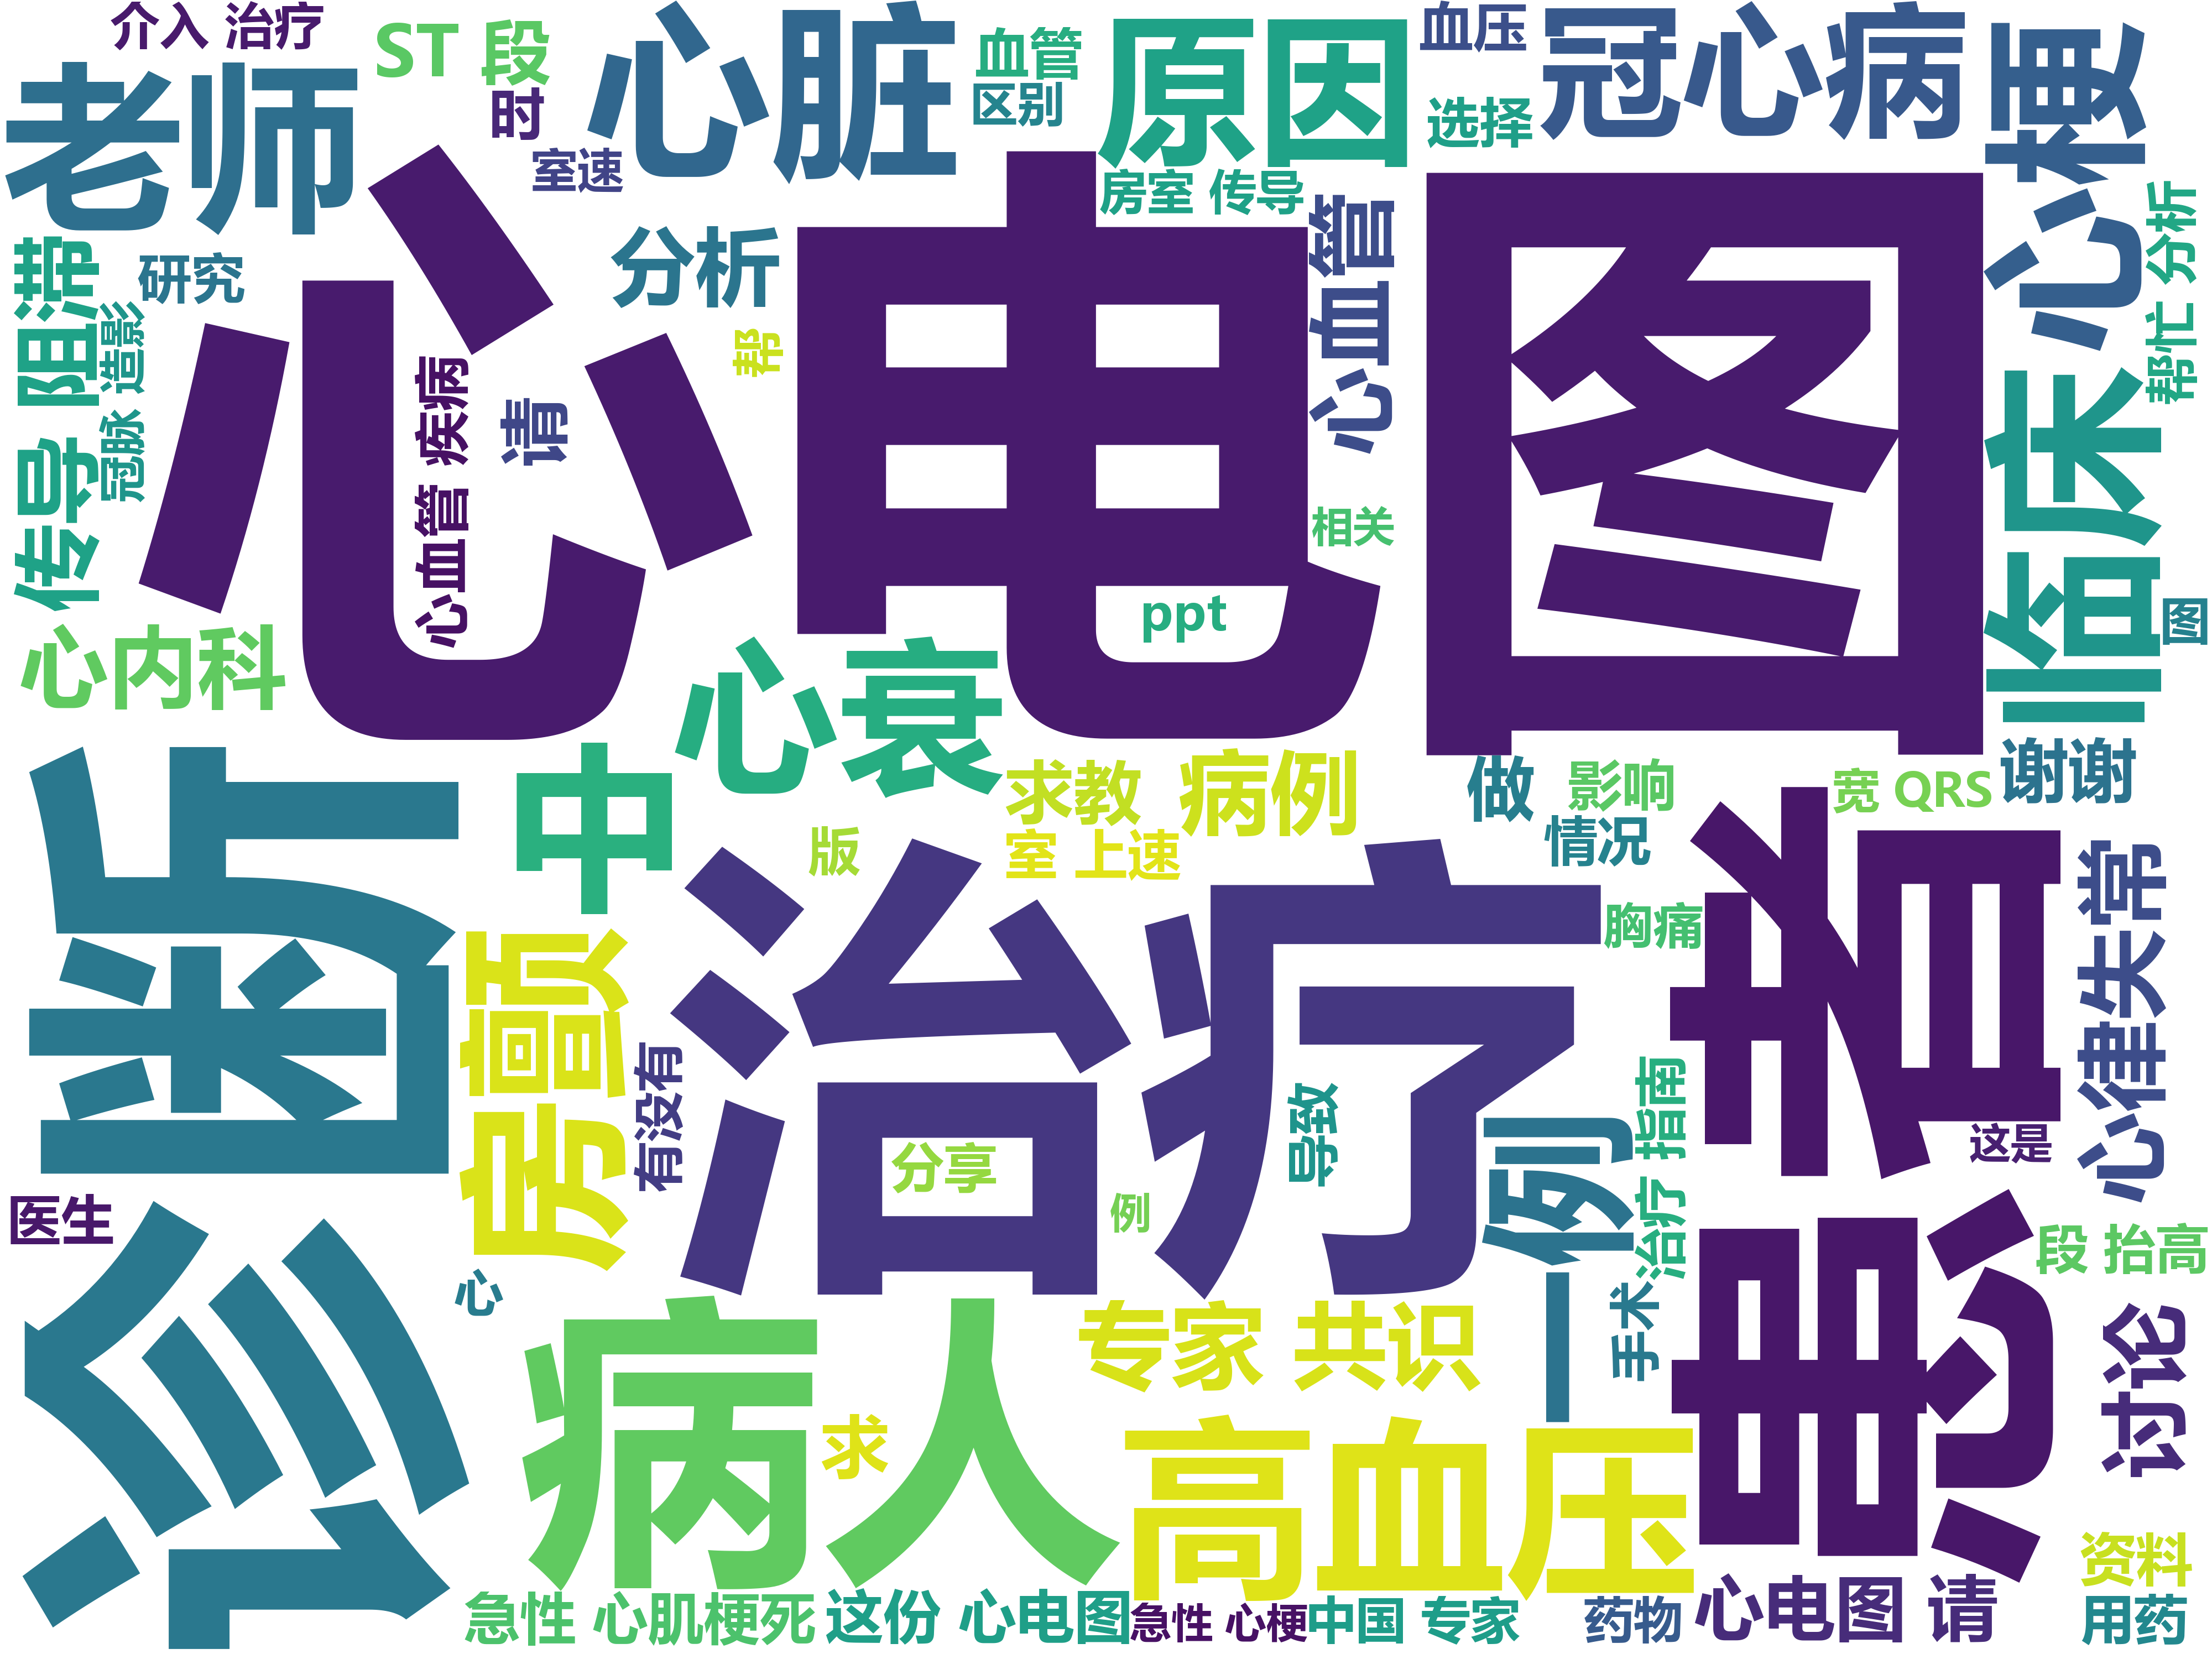 介入 治疗
ST 段
心脏
血管
原因
血压
冠心病
心梗
老师
时
室速
区别
选择
房室 传导
心血管
帮忙 分析
传导 阻滞
研究
冠脉 造影
分析
帮
心电图
心血管 疾病
请
相关
临床
图
ppt
心内科
心衰
中
求教
病例
做
影响
宽 QRS
谢谢
诊断
版
室 上速
情况
胸痛
房颤
有没有
治疗
患者
心律失常
导致
治疗 指南
这是
分享
例
一例
医生
心
手术
段 抬高
病人
专家 共识
讨论
求
高血压
资料
急性 心肌梗死
这份 心电图
急性 心梗
中国 专家
药物
心电图 请
用药